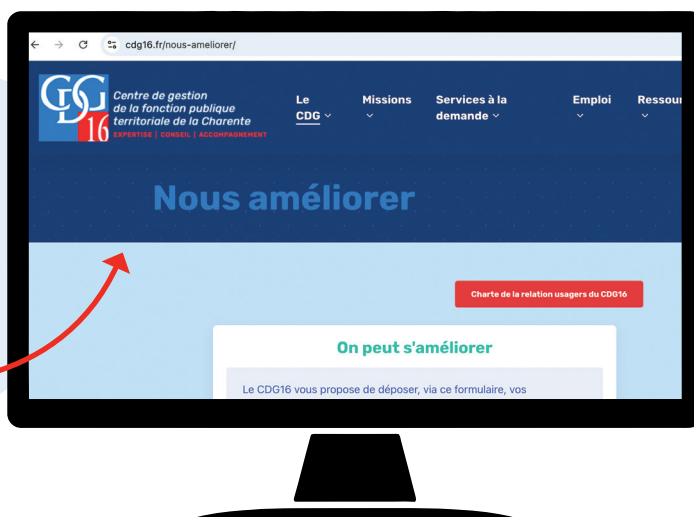 cdg16.fr/nous-ameliorer/
CDG 16
Centre de gestion
de la fonction publique
territoriale de la Charente
EXPERTISE | CONSEIL | ACCOMPAGNEMENT
Le
CDG
Missions
Services à la
demande
Emploi
Nous améliorer
Charte de la relation usagers du CDG16
On peut s'améliorer
Le CDG16 vous propose de déposer, via ce formulaire, vos